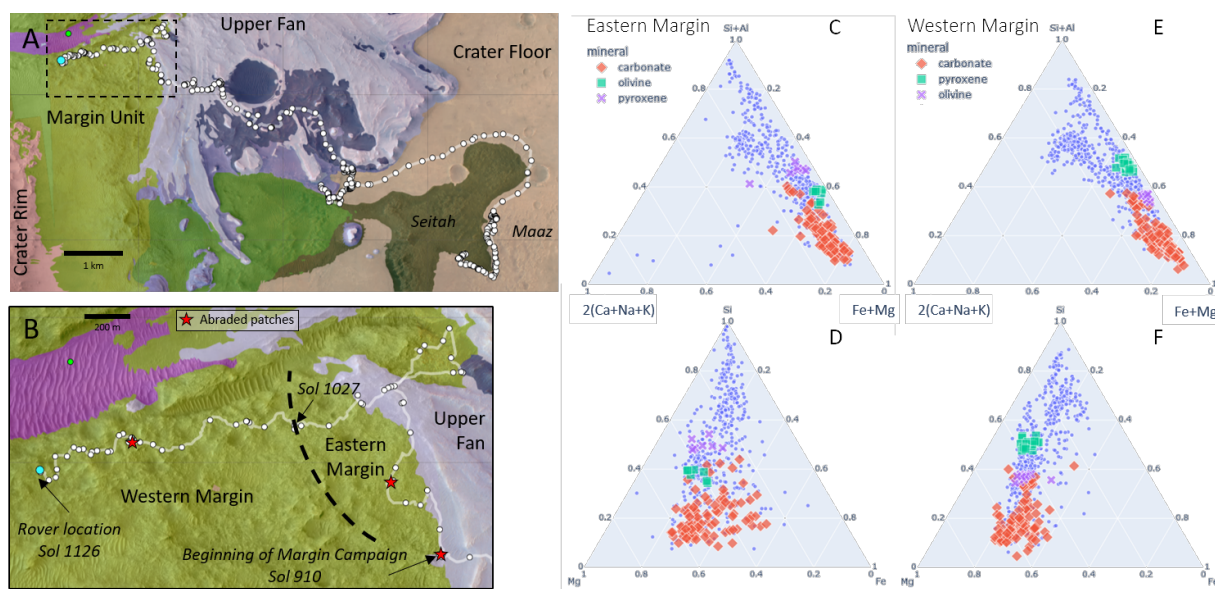 A
Upper Fan
Crater Floor
Margin Unit
Crater Rim
1 km
Seitah
Maaz
B
200 m
Abraded patches
Sol 1027
Upper
Fan
Eastern
Margin
Western Margin
Rover location
Sol 1126
Beginning of Margin Campaign
Sol 910
Eastern Margin
C
Si+Al
1.0
mineral
carbonate
olivine
pyroxene
0.8
0.2
0.6
0.4
0.4
0.6
0.2
0.8
1
0
1
0.8
0.6
0.4
0.2
0
2(Ca+Na+K)
Fe+Mg
Western Margin
E
Si+Al
1.0
mineral
carbonate
pyroxene
olivine
0.8
0.2
0.6
0.4
0.4
0.6
0.2
0.8
0
1
1
0.8
0.6
0.4
0.2
0
2(Ca+Na+K)
Fe+Mg
D
Si
1.0
0.8
0.2
0.6
0.4
0.4
0.6
0.2
0.8
0
1
Mg
1
0.8
0.6
0.4
0.2
0
Fe
F
Si
1.0
0.8
0.2
0.6
0.4
0.4
0.6
0.2
0.8
0
1
Mg
1
0.8
0.6
0.4
0.2
0
Fe